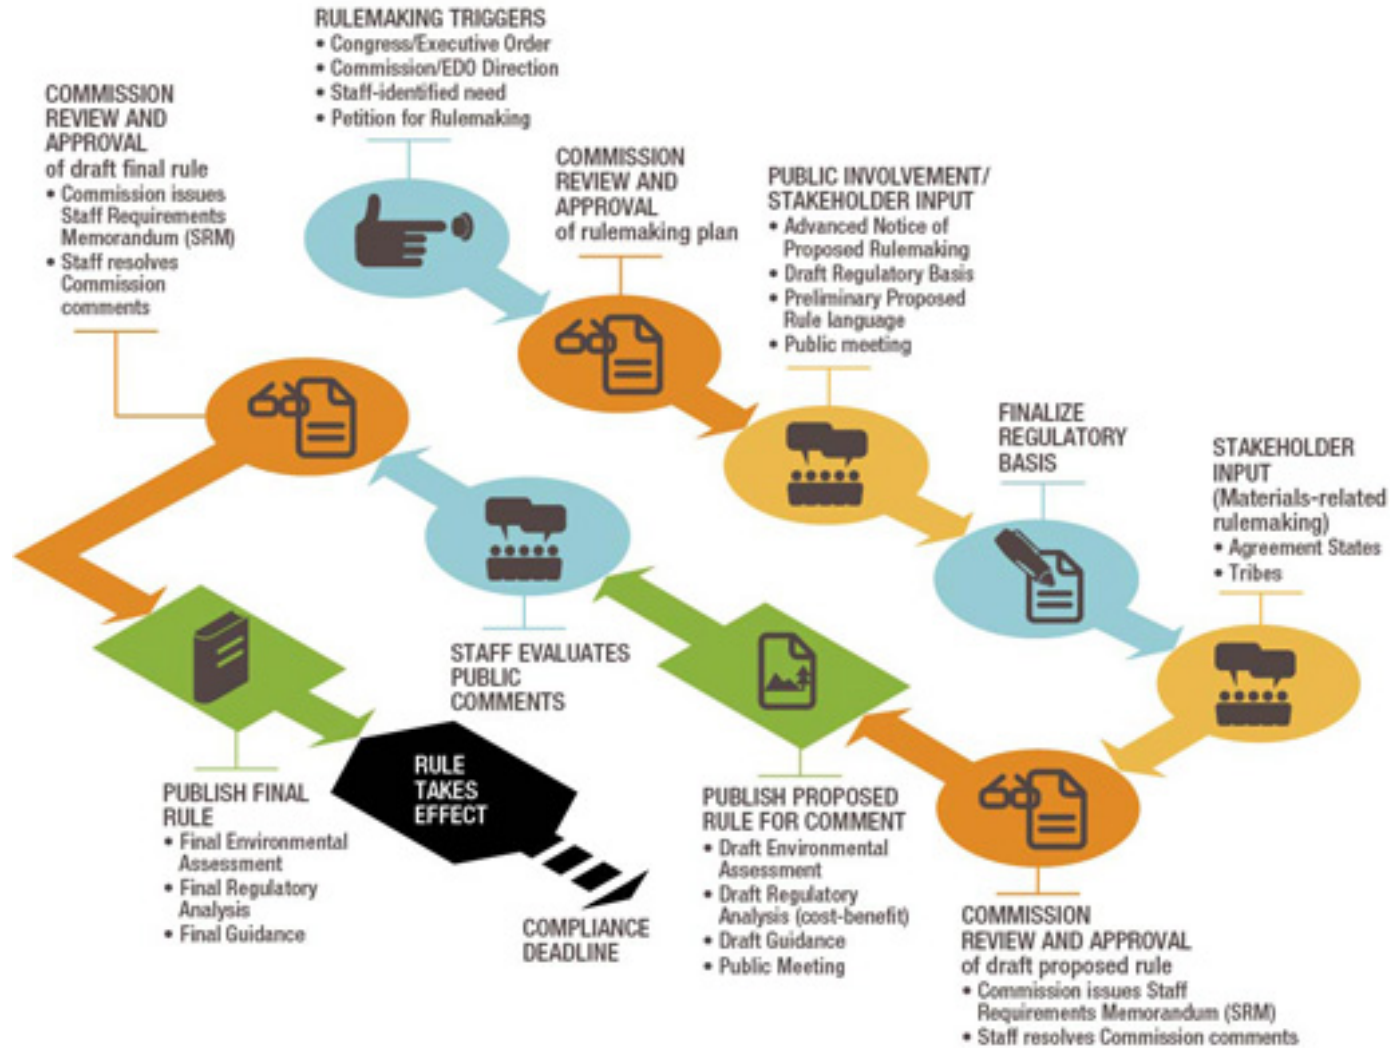 RULEMAKING TRIGGERS
• Congress/Executive Order
• Commission/EDO Direction
• Staff-identified need
• Petition for Rulemaking
COMMISSION
REVIEW AND
APPROVAL
of rulemaking plan
PUBLIC INVOLVEMENT/
STAKEHOLDER INPUT
• Advanced Notice of
Proposed Rulemaking
• Draft Regulatory Basis
• Preliminary Proposed
Rule language
• Public meeting
FINALIZE
REGULATORY
BASIS
STAKEHOLDER
INPUT
(Materials-related
rulemaking)
• Agreement States
• Tribes
COMMISSION
REVIEW AND APPROVAL
of draft proposed rule
• Commission issues Staff
Requirements Memorandum (SRM)
• Staff resolves Commission comments
PUBLISH PROPOSED
RULE FOR COMMENT
• Draft Environmental
Assessment
• Draft Regulatory
Analysis (cost-benefit)
• Draft Guidance
• Public Meeting
STAFF EVALUATES
PUBLIC
COMMENTS
COMMISSION
REVIEW AND
APPROVAL
of draft final rule
• Commission issues
Staff Requirements
Memorandum (SRM)
• Staff resolves
Commission
comments
PUBLISH FINAL
RULE
• Final Environmental
Assessment
• Final Regulatory
Analysis
• Final Guidance
RULE
TAKES
EFFECT
COMPLIANCE
DEADLINE